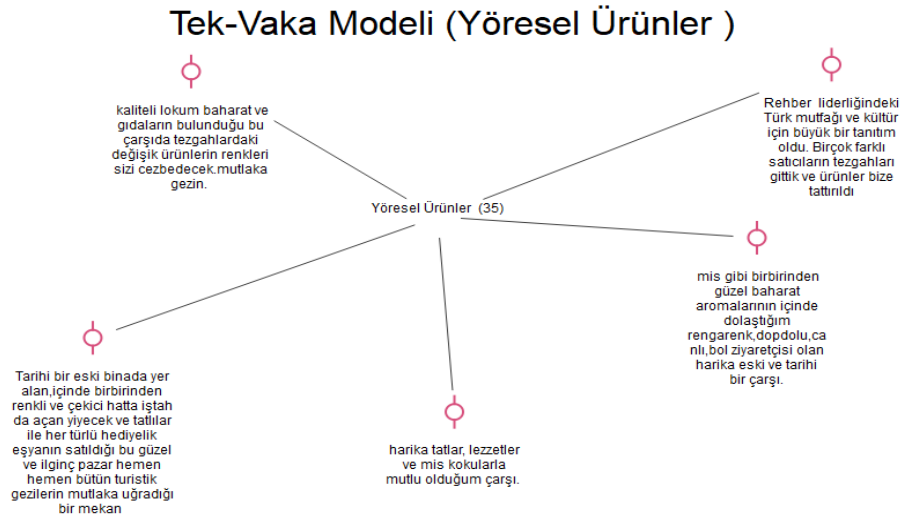 Tek-Vaka Modeli (Yöresel Ürünler )
kaliteli lokum baharat ve
gıdaların bulunduğu bu
çarşıda tezgahlardaki
değişik ürünlerin renkleri
sizi cezbedecek.mutlaka
gezin.
Rehber liderliğindeki
Türk mutfağı ve kültür
için büyük bir tanıtım
oldu. Birçok farklı
satıcıların tezgahları
gittik ve ürünler bize
tattırıldı
Yöresel Ürünler (35)
mis gibi birbirinden
güzel baharat
aromalarının içinde
dolaştığım
rengarenk,dopdolu,ca
nlı,bol ziyaretçisi olan
harika eski ve tarihi
bir çarşı.
Tarihi bir eski binada yer
alan,içinde birbirinden
renkli ve çekici hatta iştah
da açan yiyecek ve tatlılar
ile her türlü hediyelik
eşyanın satıldığı bu güzel
ve ilginç pazar hemen
hemen bütün turistik
gezilerin mutlaka uğradığı
bir mekan
harika tatlar, lezzetler
ve mis kokularla
mutlu olduğum çarşı.